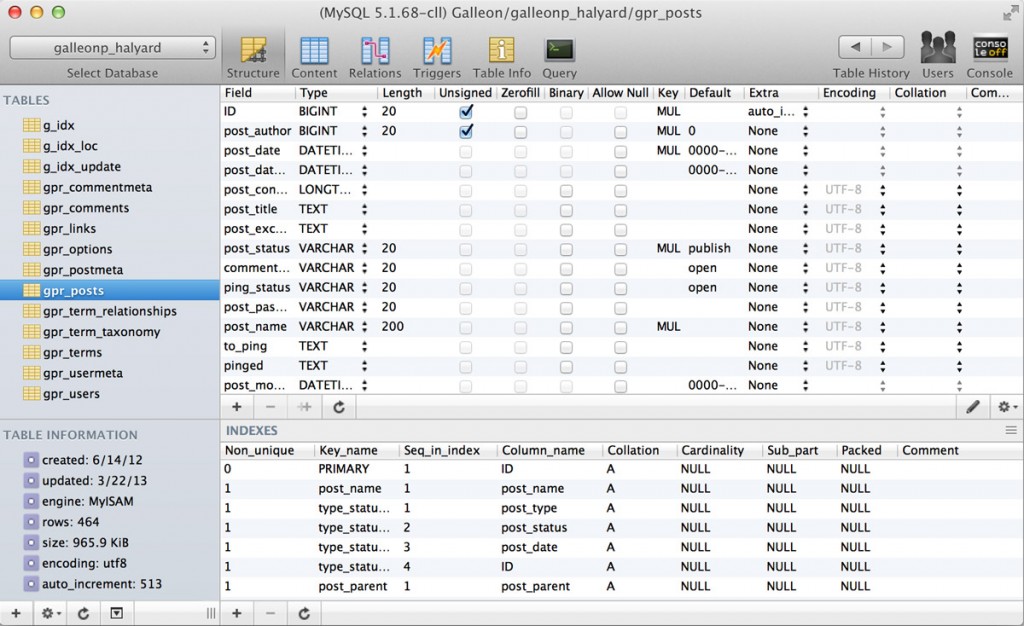 (MySQL 5.1.68-cll) Galleon/galleonp_halyard/gpr_posts
galleonp_halyard
Select Database
Structure Content Relations Triggers Table Info Query
Table History Users Console
console off
TABLES
g_idx
g_idx_loc
g_idx_update
gpr_commentmeta
gpr_comments
gpr_links
gpr_options
gpr_postmeta
gpr_posts
gpr_term_relationships
gpr_term_taxonomy
gpr_terms
gpr_usermeta
gpr_users
TABLE INFORMATION
created: 6/14/12
updated: 3/22/13
engine: MyISAM
rows: 464
size: 965.9 KiB
encoding: utf8
auto_increment: 513
Field Type Length Unsigned Zerofill Binary Allow Null Key Default Extra Encoding Collation Com...
ID BIGINT 20 MUL auto_i...
post_author BIGINT 20 MUL 0 None
post_date DATETI... MUL 0000-... None
post_dat... DATETI... 0000-... None
post_con... LONGT... None UTF-8
post_title TEXT None UTF-8
post_exc... TEXT None UTF-8
post_status VARCHAR 20 MUL publish None UTF-8
comment... VARCHAR 20 open None UTF-8
ping_status VARCHAR 20 open None UTF-8
post_pas... VARCHAR 20 None UTF-8
post_name VARCHAR 200 MUL None UTF-8
to_ping TEXT None UTF-8
pinged TEXT None UTF-8
post_mo... DATETI... 0000-... None
INDEXES
Non_unique Key_name Seq_in_index Column_name Collation Cardinality Sub_part Packed Comment
0 PRIMARY 1 ID A NULL NULL NULL
1 post_name 1 post_name A NULL NULL NULL
1 type_statu... 1 post_type A NULL NULL NULL
1 type_statu... 2 post_status A NULL NULL NULL
1 type_statu... 3 post_date A NULL NULL NULL
1 type_statu... 4 ID A NULL NULL NULL
1 post_parent 1 post_parent A NULL NULL NULL